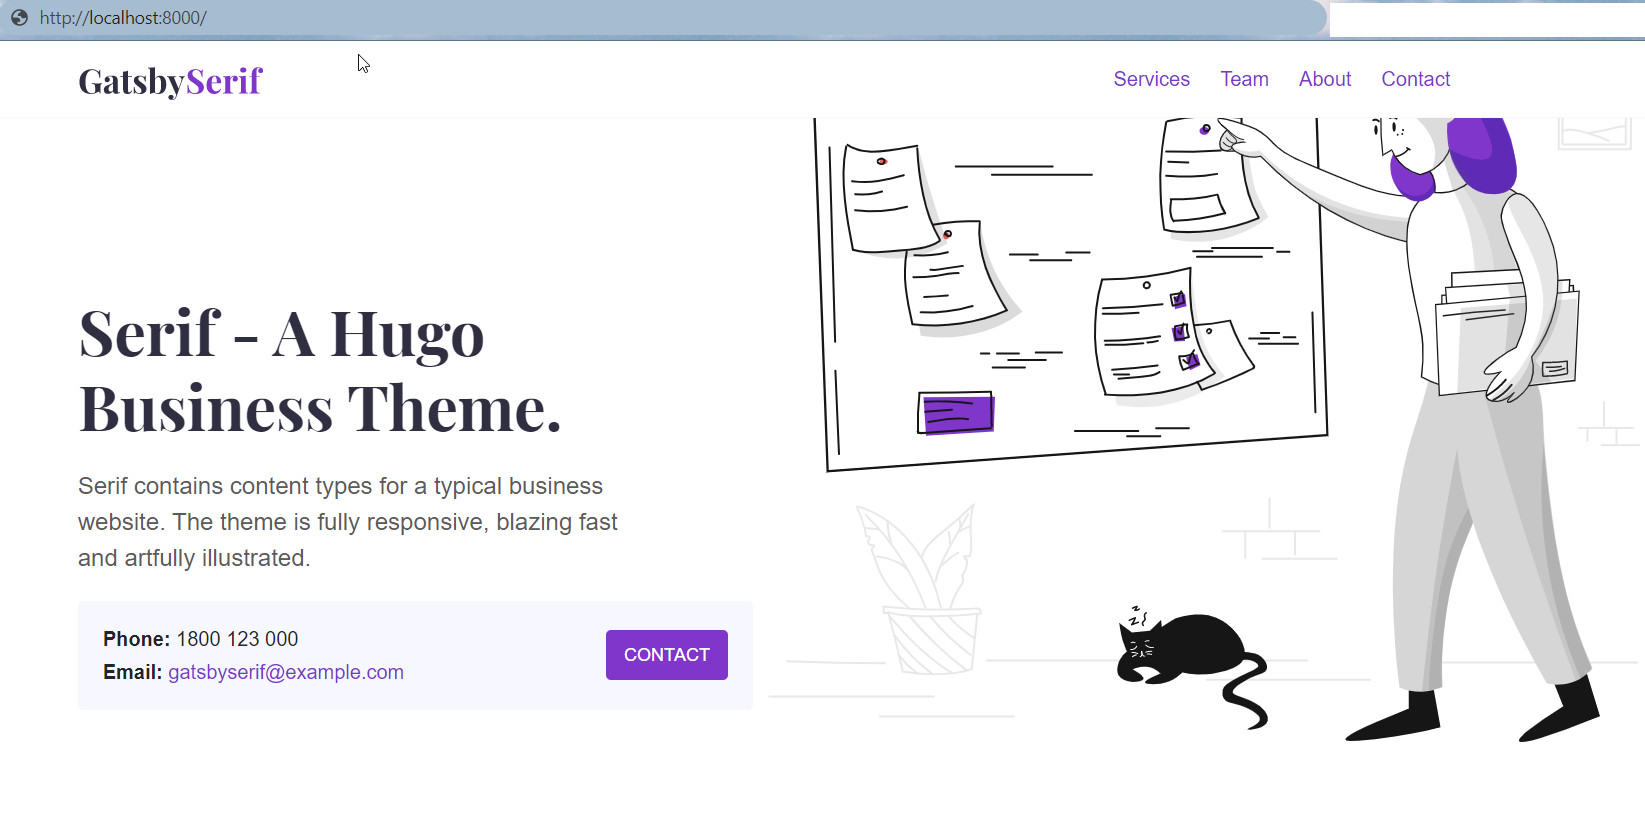 http://localhost:8000/
GatsbySerif
Services Team About Contact
Serif - A Hugo
Business Theme.
Serif contains content types for a typical business
website. The theme is fully responsive, blazing fast
and artfully illustrated.
Phone: 1800 123 000
Email: gatsbyserif@example.com
CONTACT
z z